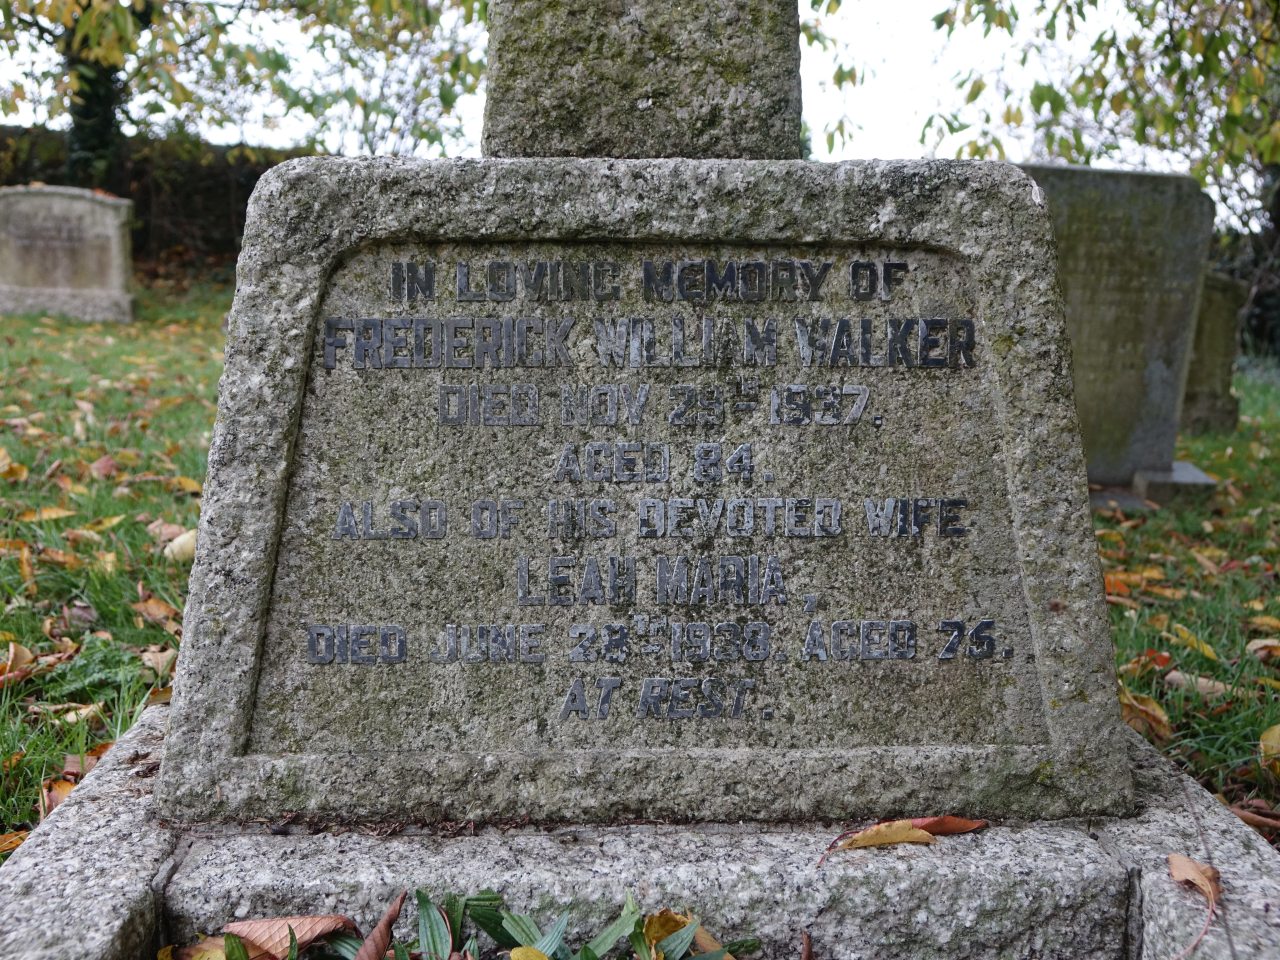 IN LOVING MEMORY OF
FREDERICK WILLIAM WALKER
DIED NOV 29TH 1937.
AGED 84.
ALSO OF HIS DEVOTED WIFE
LEAH MARIA,
DIED JUNE 28TH 1938. AGED 75.
AT REST.